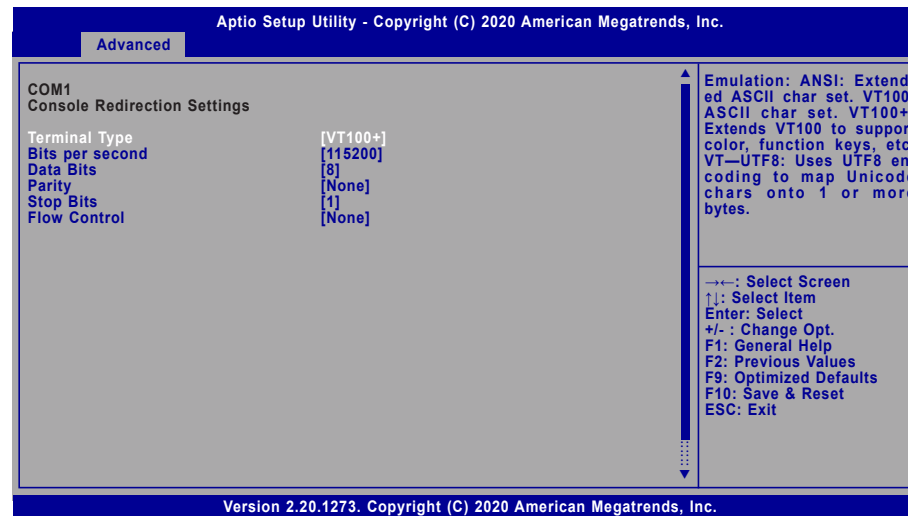 Aptio Setup Utility - Copyright (C) 2020 American Megatrends, Inc.
Advanced
COM1
Console Redirection Settings
Terminal Type [VT100+]
Bits per second [115200]
Data Bits [8]
Parity [None]
Stop Bits [1]
Flow Control [None]
Emulation: ANSI: Extend
ed ASCII char set. VT100
ASCII char set. VT100+
Extends VT100 to suppor
color, function keys, etc
VT—UTF8: Uses UTF8 en
coding to map Unicod
chars onto 1 or mor
bytes.
→←: Select Screen
↑↓: Select Item
Enter: Select
+/- : Change Opt.
F1: General Help
F2: Previous Values
F9: Optimized Defaults
F10: Save & Reset
ESC: Exit
Version 2.20.1273. Copyright (C) 2020 American Megatrends, Inc.